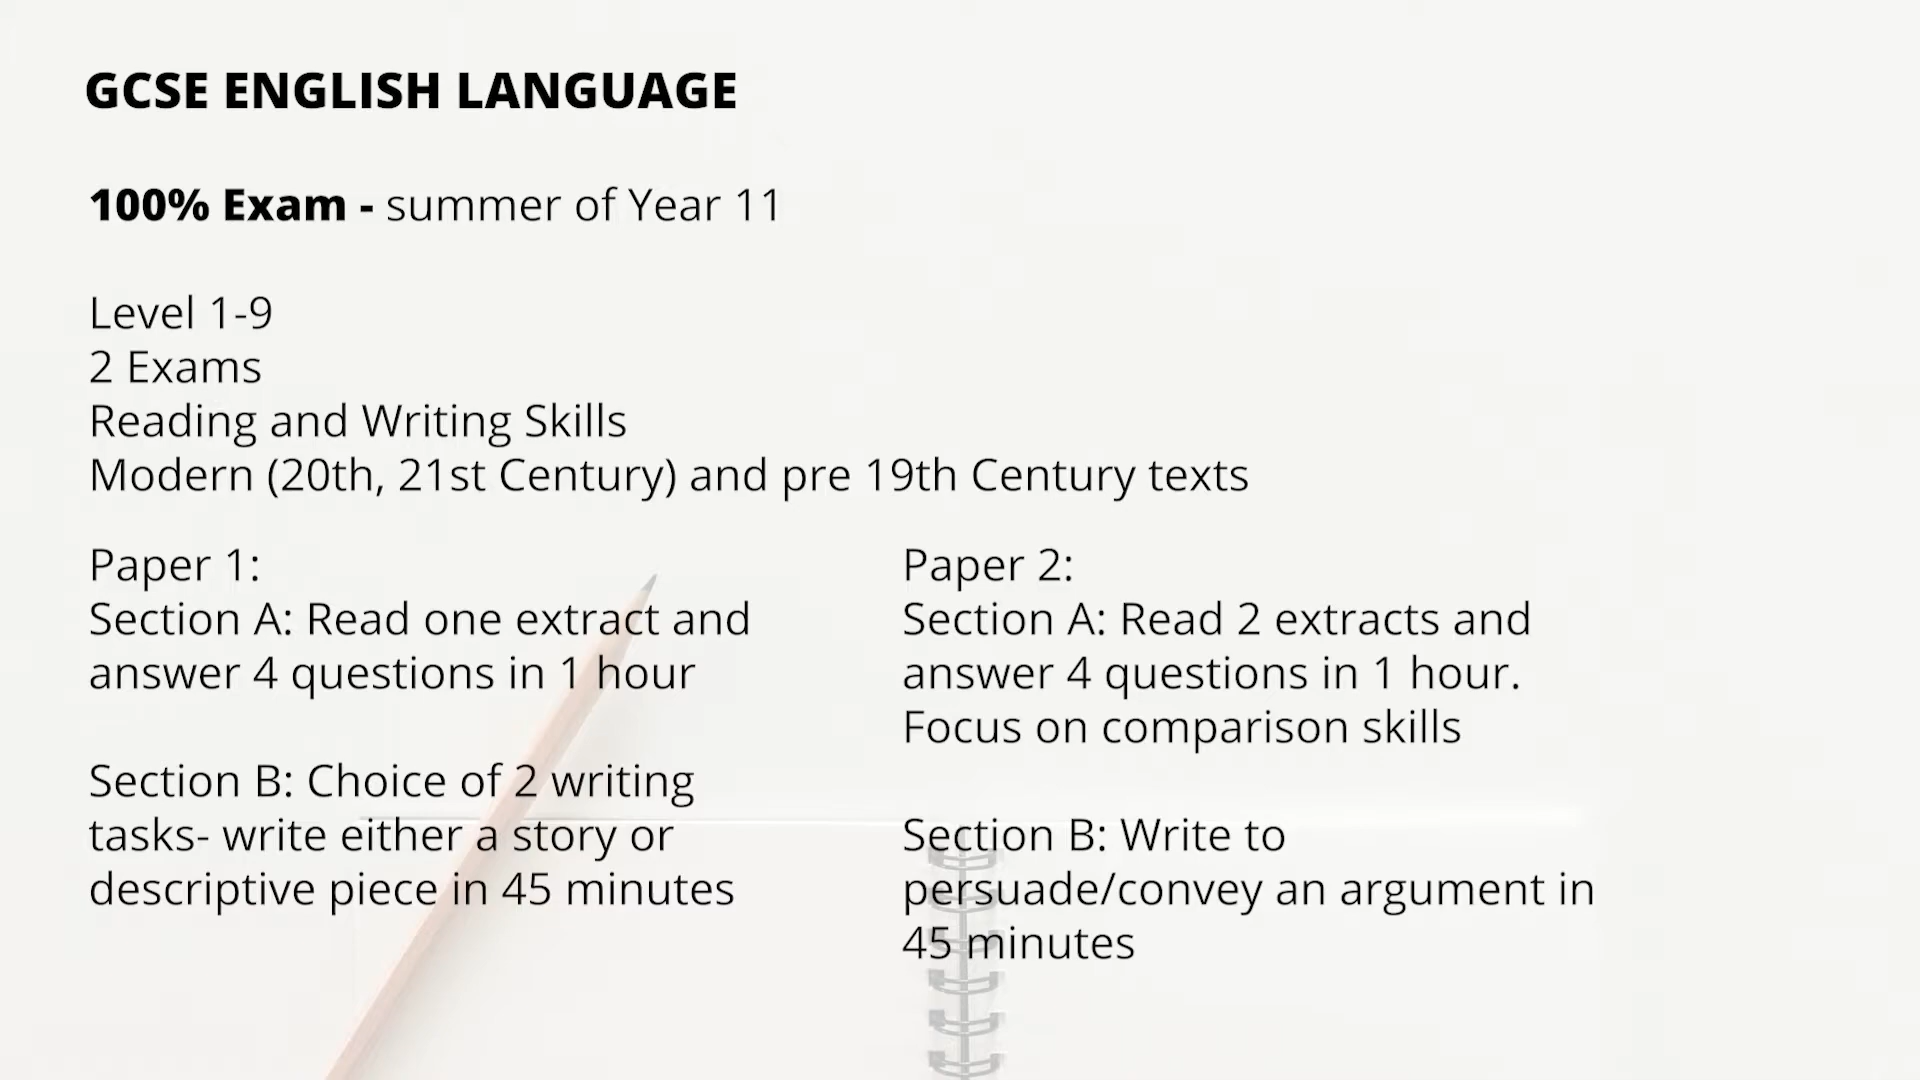 GCSE ENGLISH LANGUAGE
100% Exam - summer of Year 11
Level 1-9
2 Exams
Reading and Writing Skills
Modern (20th, 21st Century) and pre 19th Century texts
Paper 1:
Section A: Read one extract and
answer 4 questions in 1 hour
Section B: Choice of 2 writing
tasks- write either a story or
descriptive piece in 45 minutes
Paper 2:
Section A: Read 2 extracts and
answer 4 questions in 1 hour.
Focus on comparison skills
Section B: Write to
persuade/convey an argument in
45 minutes